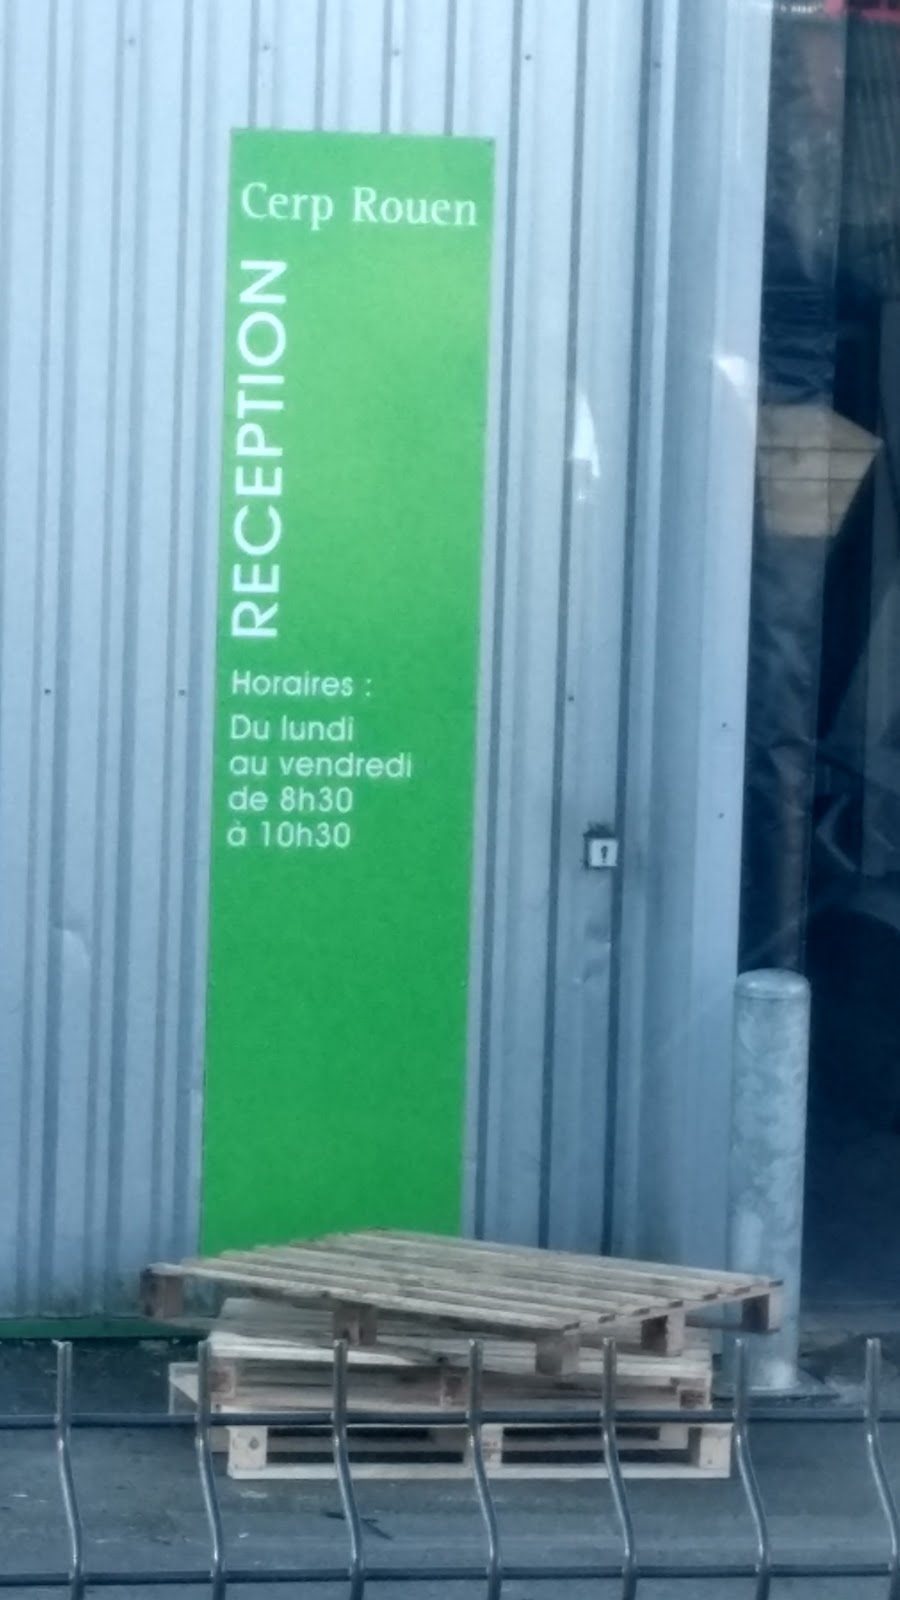 Cerp Rouen
RECEPTION
Horaires :
Du lundi
au vendredi
de 8h30
à 10h30